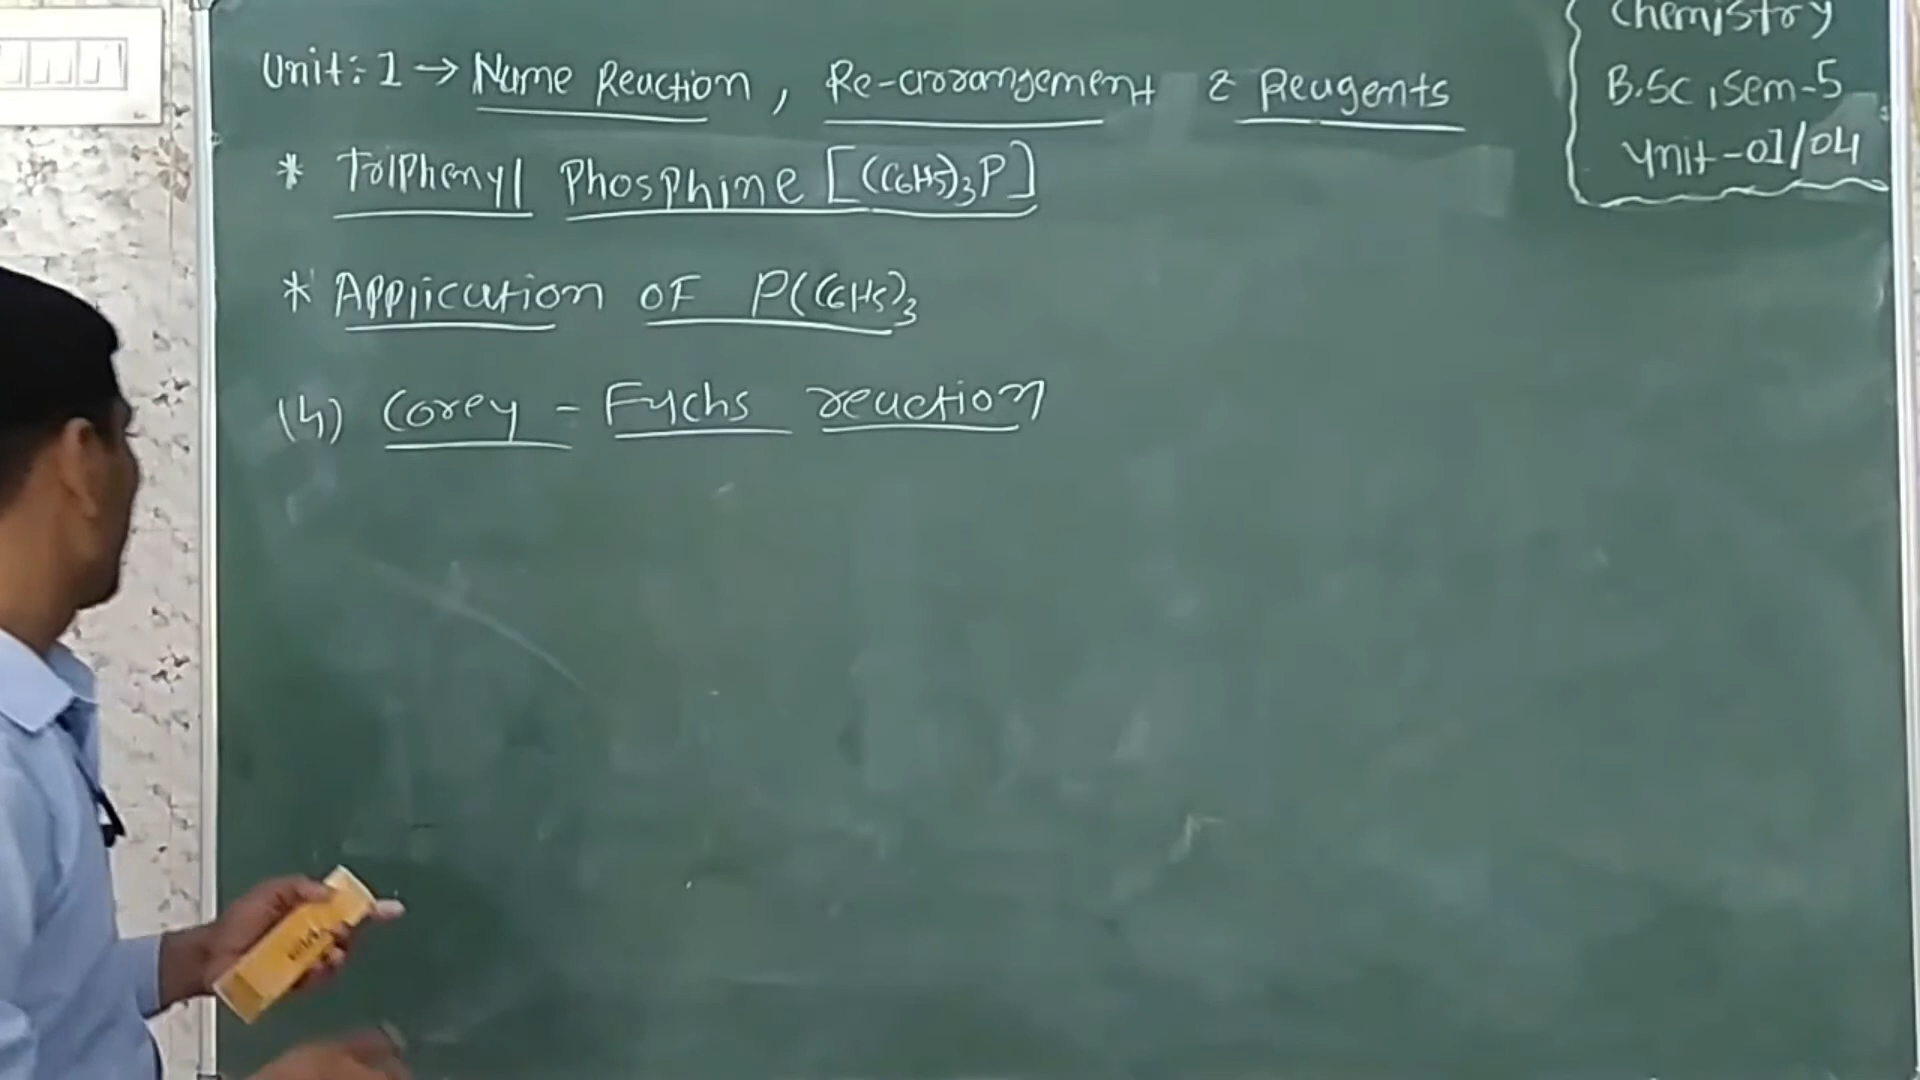 Unit:1 → Name Reaction, Re-arrangement & Reagents
* Triphenyl Phosphine [(C6H5)3P]
* Application OF P(C6H5)3
(4) Corey - Fuchs reaction
Chemistry
B.Sc, Sem-5
Unit-01/04